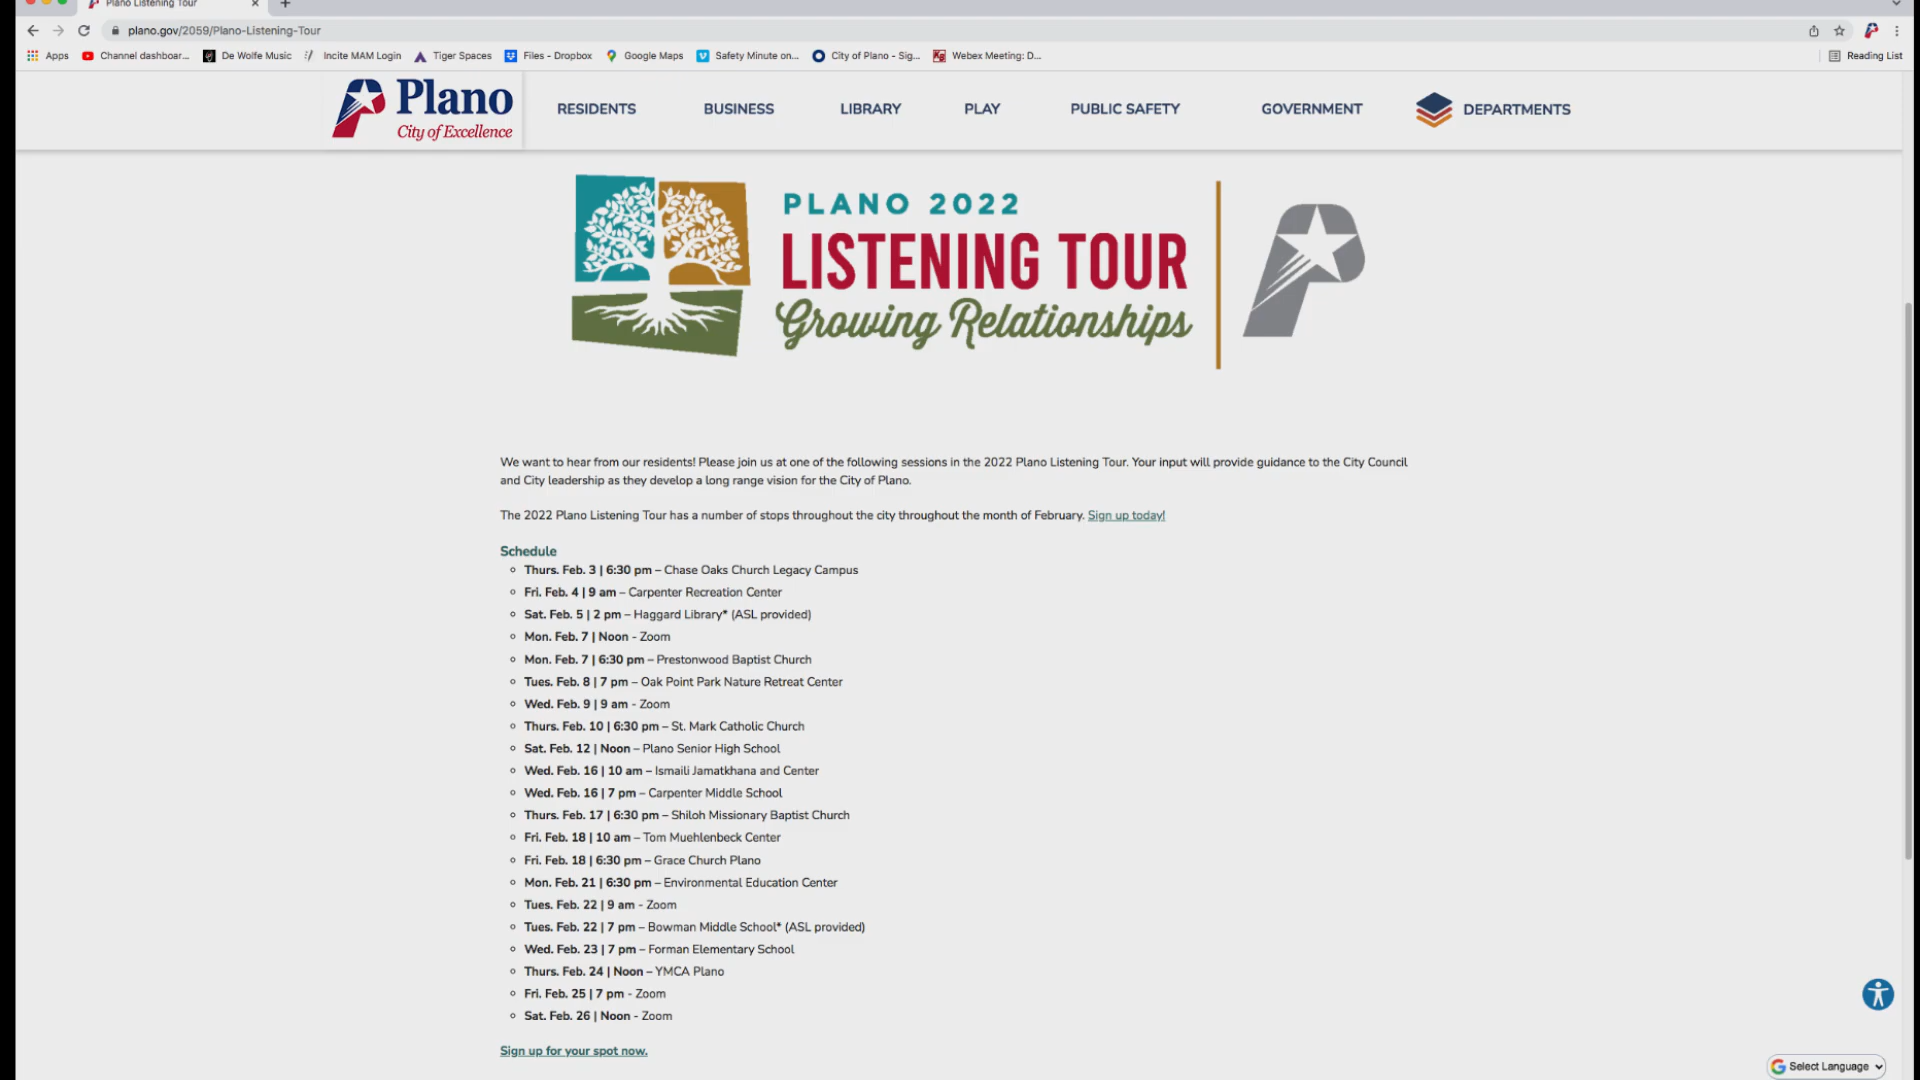 Plano Listening Tour
plano.gov/2059/Plano-Listening-Tour
Apps Channel dashboar... De Wolfe Music Incite MAM Login Tiger Spaces Files - Dropbox Google Maps Safety Minute on... City of Plano - Sig... Webex Meeting: D... Reading List
Plano
City of Excellence
RESIDENTS BUSINESS LIBRARY PLAY PUBLIC SAFETY GOVERNMENT DEPARTMENTS
PLANO 2022
LISTENING TOUR
Growing Relationships
We want to hear from our residents! Please join us at one of the following sessions in the 2022 Plano Listening Tour. Your input will provide guidance to the City Council
and City leadership as they develop a long range vision for the City of Plano.
The 2022 Plano Listening Tour has a number of stops throughout the city throughout the month of February. Sign up today!
Schedule
Thurs. Feb. 3 | 6:30 pm – Chase Oaks Church Legacy Campus
Fri. Feb. 4 | 9 am – Carpenter Recreation Center
Sat. Feb. 5 | 2 pm – Haggard Library* (ASL provided)
Mon. Feb. 7 | Noon - Zoom
Mon. Feb. 7 | 6:30 pm – Prestonwood Baptist Church
Tues. Feb. 8 | 7 pm – Oak Point Park Nature Retreat Center
Wed. Feb. 9 | 9 am - Zoom
Thurs. Feb. 10 | 6:30 pm – St. Mark Catholic Church
Sat. Feb. 12 | Noon – Plano Senior High School
Wed. Feb. 16 | 10 am – Ismaili Jamatkhana and Center
Wed. Feb. 16 | 7 pm – Carpenter Middle School
Thurs. Feb. 17 | 6:30 pm – Shiloh Missionary Baptist Church
Fri. Feb. 18 | 10 am – Tom Muehlenbeck Center
Fri. Feb. 18 | 6:30 pm – Grace Church Plano
Mon. Feb. 21 | 6:30 pm – Environmental Education Center
Tues. Feb. 22 | 9 am - Zoom
Tues. Feb. 22 | 7 pm – Bowman Middle School* (ASL provided)
Wed. Feb. 23 | 7 pm – Forman Elementary School
Thurs. Feb. 24 | Noon – YMCA Plano
Fri. Feb. 25 | 7 pm - Zoom
Sat. Feb. 26 | Noon - Zoom
Sign up for your spot now.
Select Language